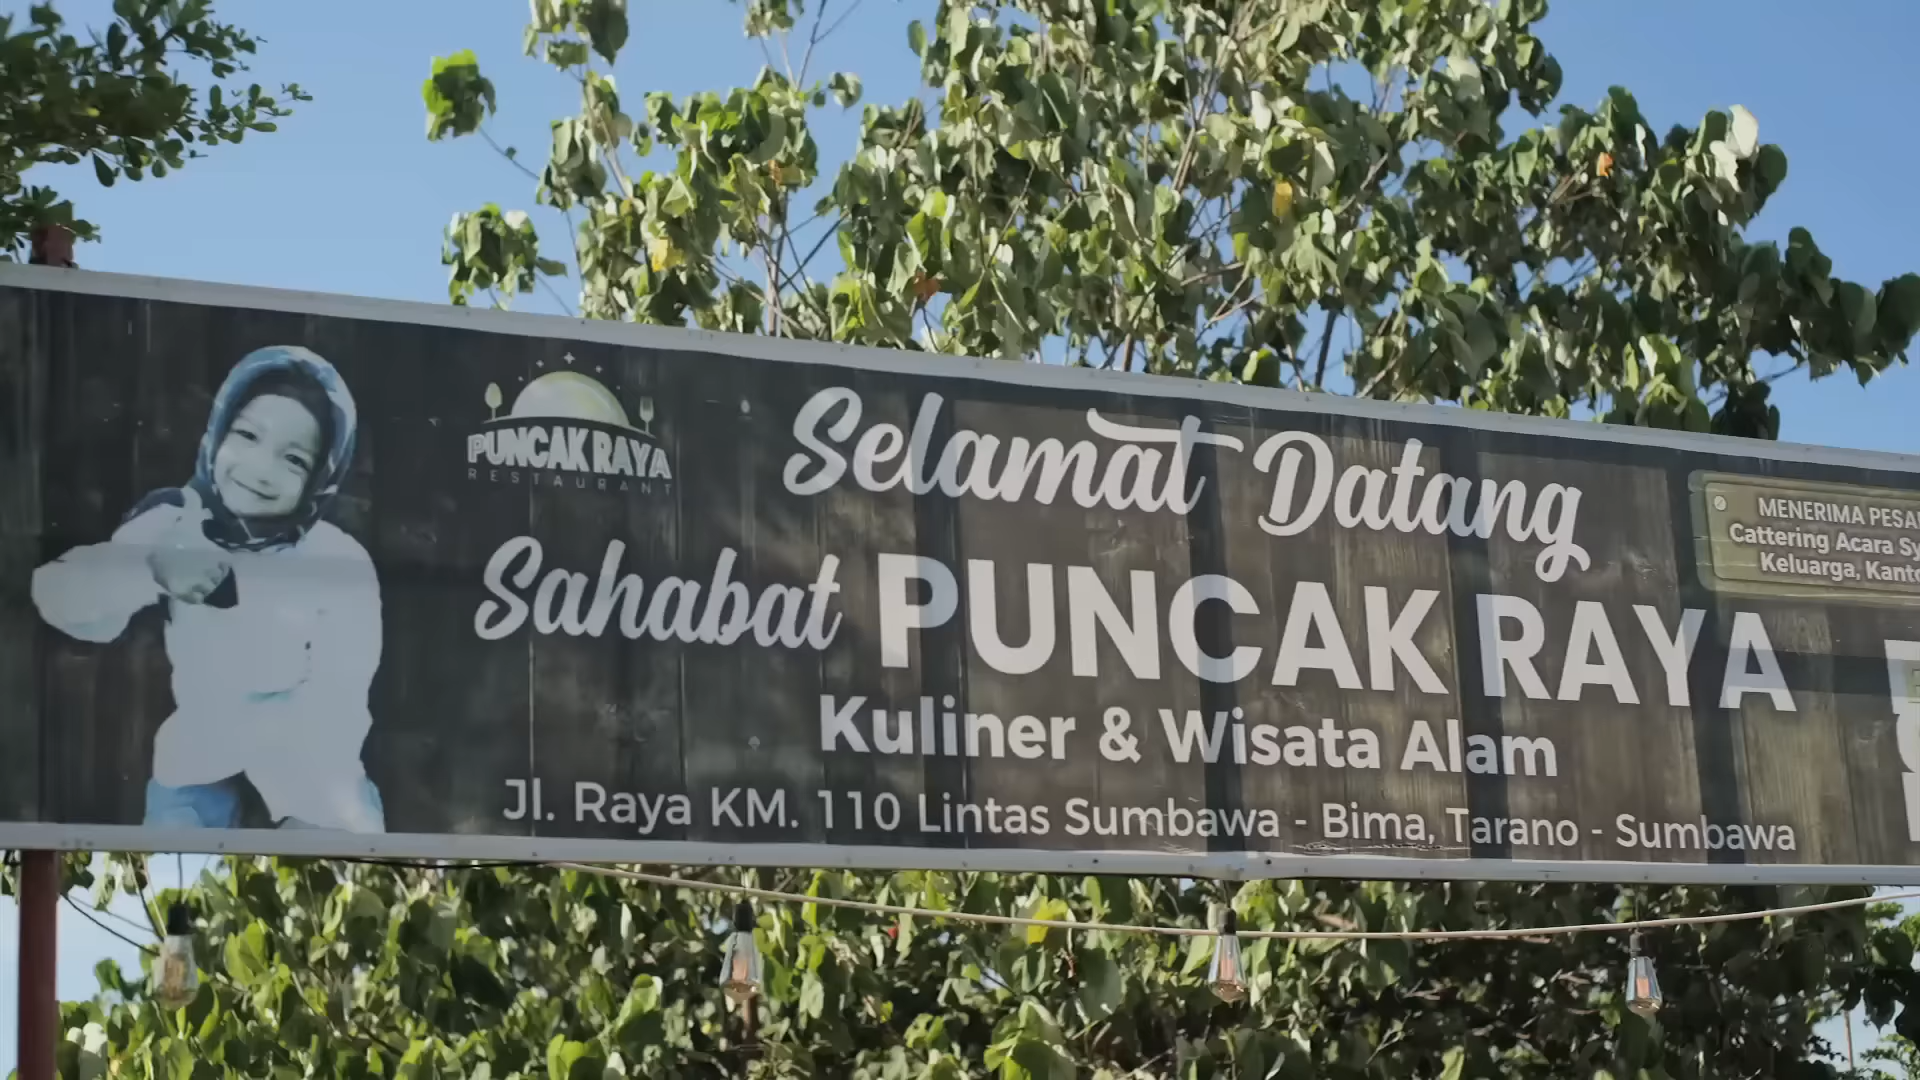 PUNCAK RAYA
RESTAURANT
Selamat Datang
Sahabat PUNCAK RAYA
Kuliner & Wisata Alam
Jl. Raya KM. 110 Lintas Sumbawa - Bima, Tarano - Sumbawa
MENERIMA
Cattering Acara
Keluarga,